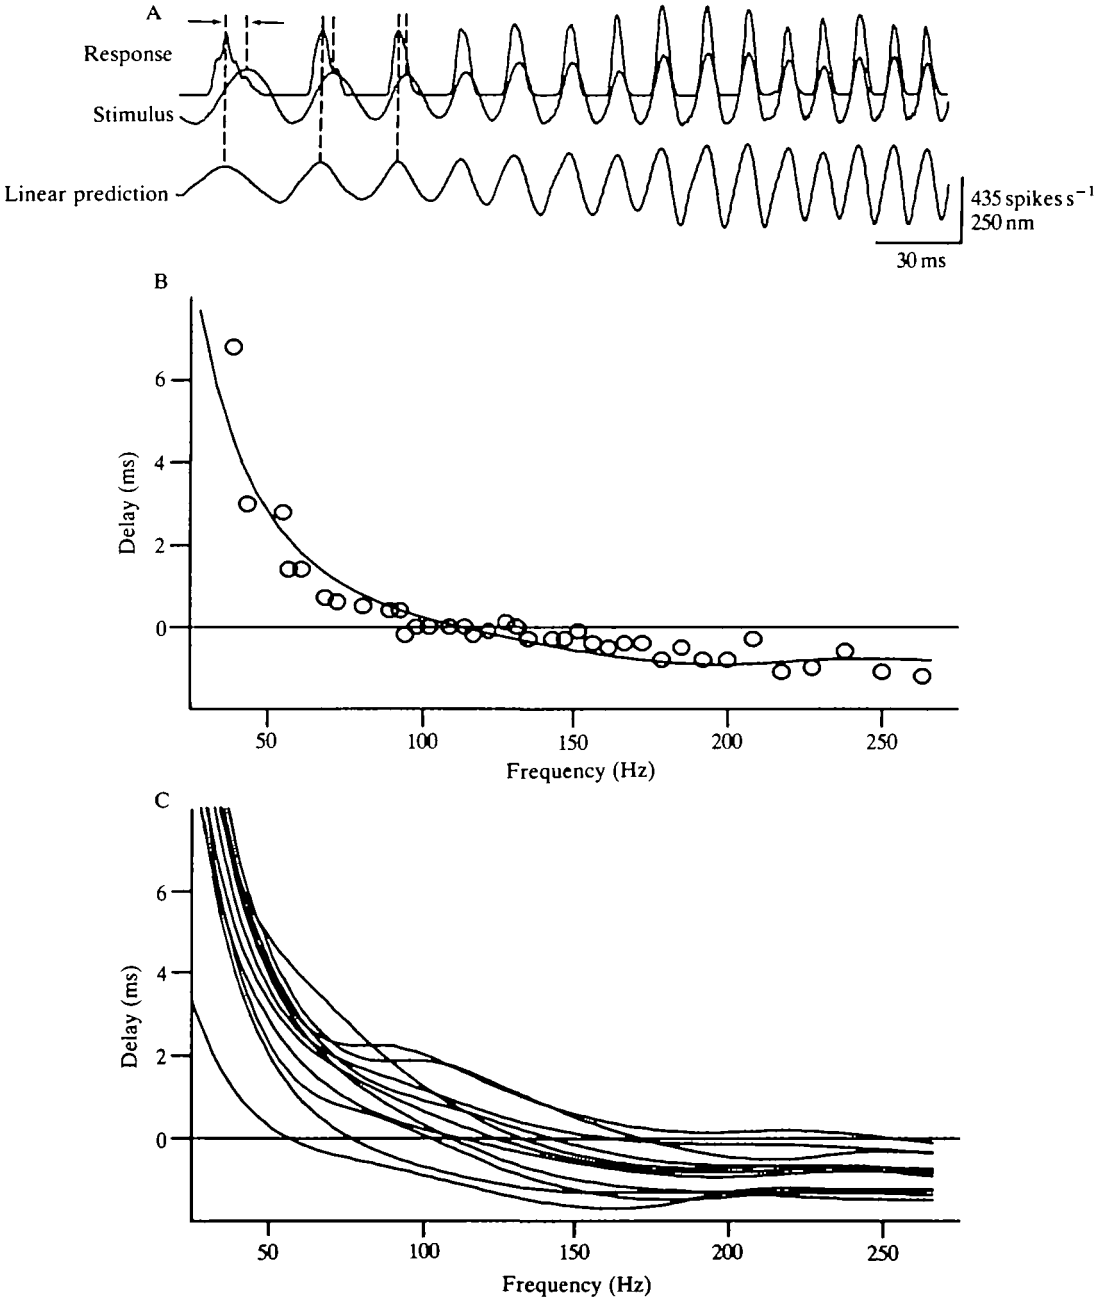 A
Response
Stimulus
Linear prediction
435 spikes s⁻¹
250 nm
30 ms
B
6
4
2
0
Delay (ms)
50 100 150 200 250
Frequency (Hz)
C
6
4
2
0
Delay (ms)
50 100 150 200 250
Frequency (Hz)